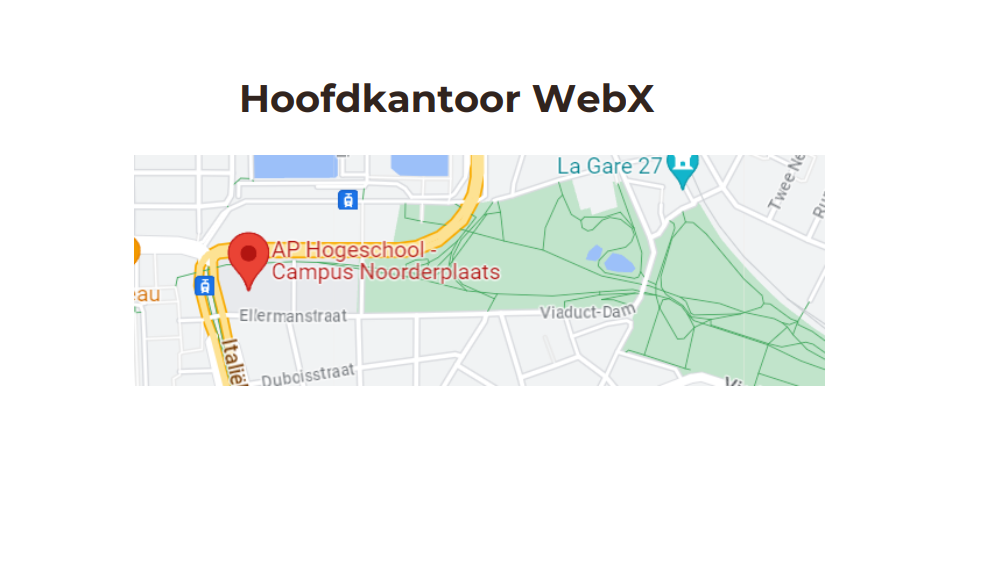 Hoofdkantoor WebX
La Gare 27
AP Hogeschool -
Campus Noorderplaats
Ellermanstraat
Viaduct-Dam
Duboisstraat